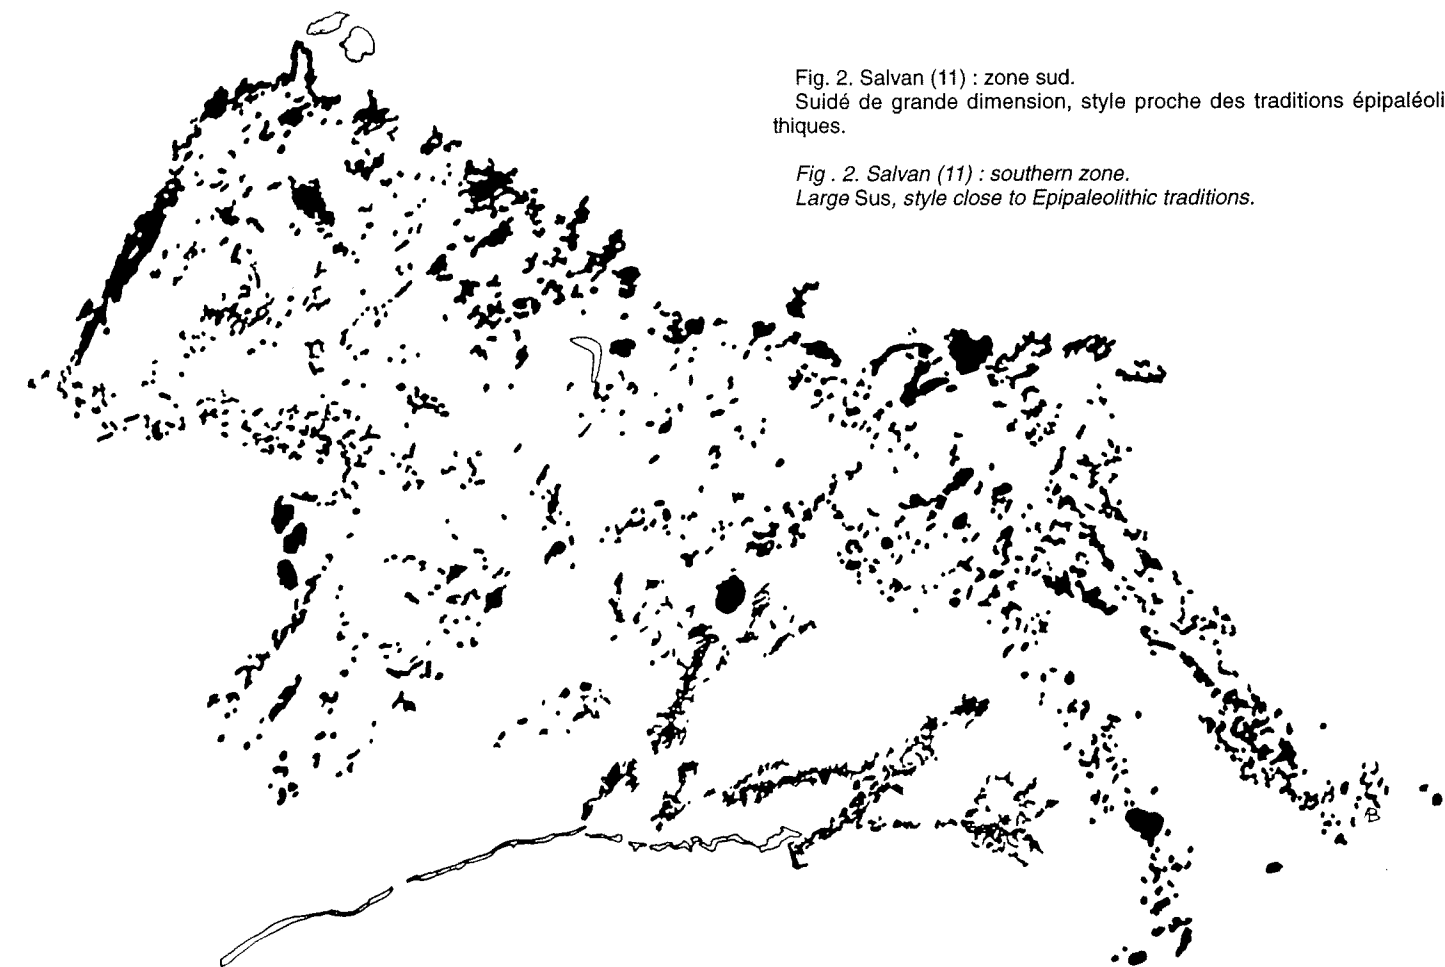 Fig. 2. Salvan (11) : zone sud.
Suidé de grande dimension, style proche des traditions épipaléoli
thiques.
Fig . 2. Salvan (11) : southern zone.
Large Sus, style close to Epipaleolithic traditions.